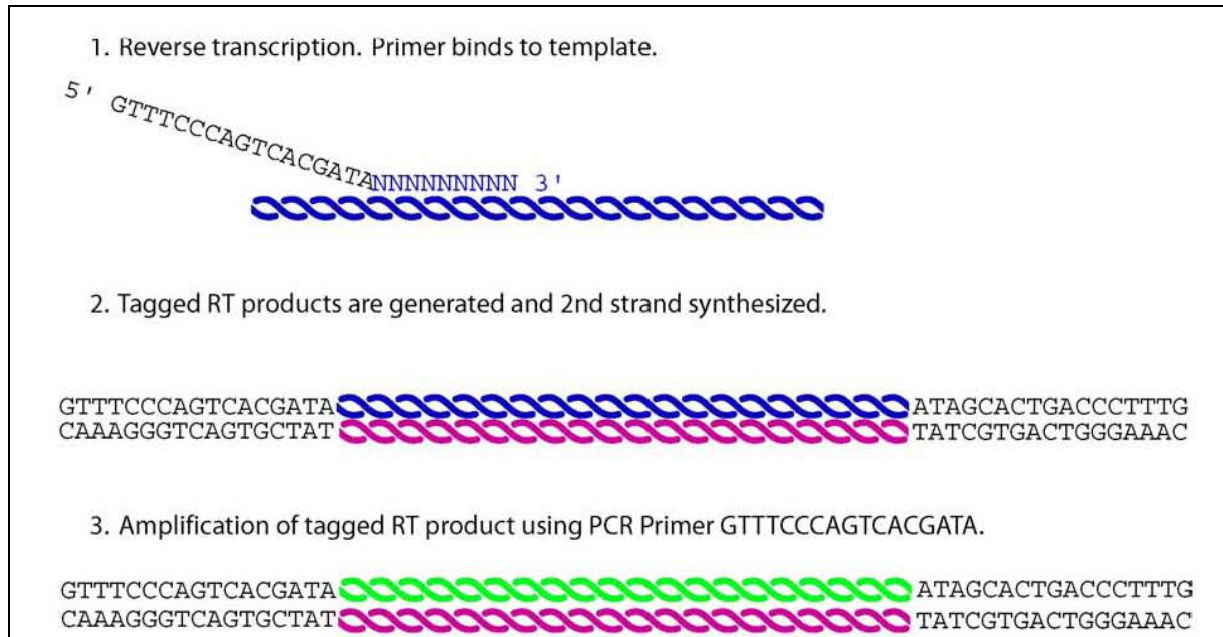 1. Reverse transcription. Primer binds to template.
5' GTTTCCCAGTCACGATANNNNNNNNN 3'
2. Tagged RT products are generated and 2nd strand synthesized.
GTTTCCCAGTCACGATA ATAGCACTGACCCTTTG
CAAAGGGTCAGTGCTAT TATCGTGACTGGGAAAC
3. Amplification of tagged RT product using PCR Primer GTTTCCCAGTCACGATA.
GTTTCCCAGTCACGATA ATAGCACTGACCCTTTG
CAAAGGGTCAGTGCTAT TATCGTGACTGGGAAAC